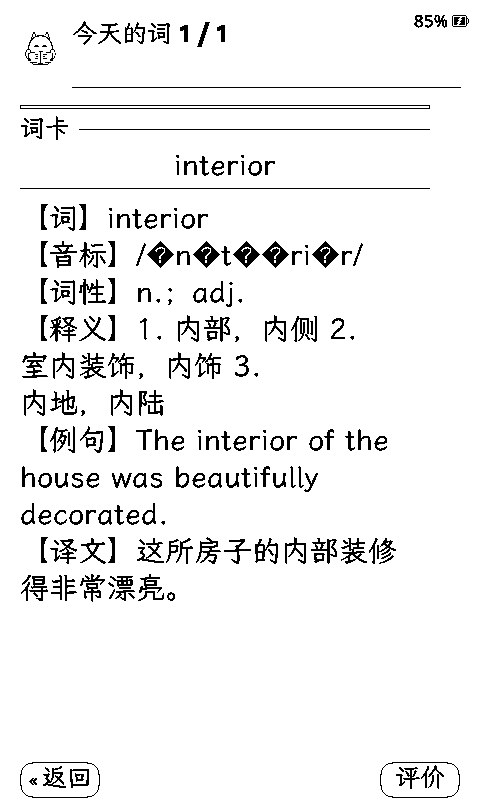 今天的词 1 / 1
85%
词卡
interior
【词】interior
【音标】/�n�t��ri�r/
【词性】n.; adj.
【释义】1. 内部，内侧 2.
室内装饰，内饰 3.
内地，内陆
【例句】The interior of the
house was beautifully
decorated.
【译文】这所房子的内部装修
得非常漂亮。
«返回
评价